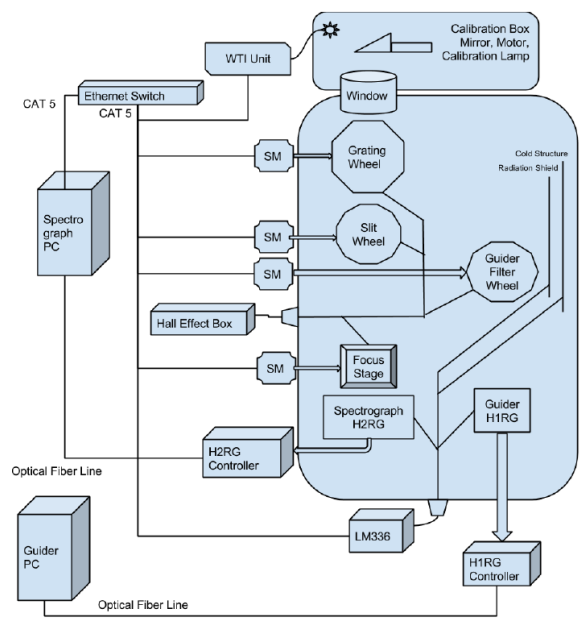 Calibration Box
Mirror, Motor,
Calibration Lamp
WTI Unit
Window
Ethernet Switch
CAT 5
CAT 5
SM
Grating
Wheel
Cold Structure
Radiation Shield
Spectro
graph
PC
SM
Slit
Wheel
SM
Guider
Filter
Wheel
Hall Effect Box
SM
Focus
Stage
Spectrograph
H2RG
Guider
H1RG
H2RG
Controller
Optical Fiber Line
LM336
Guider
PC
H1RG
Controller
Optical Fiber Line